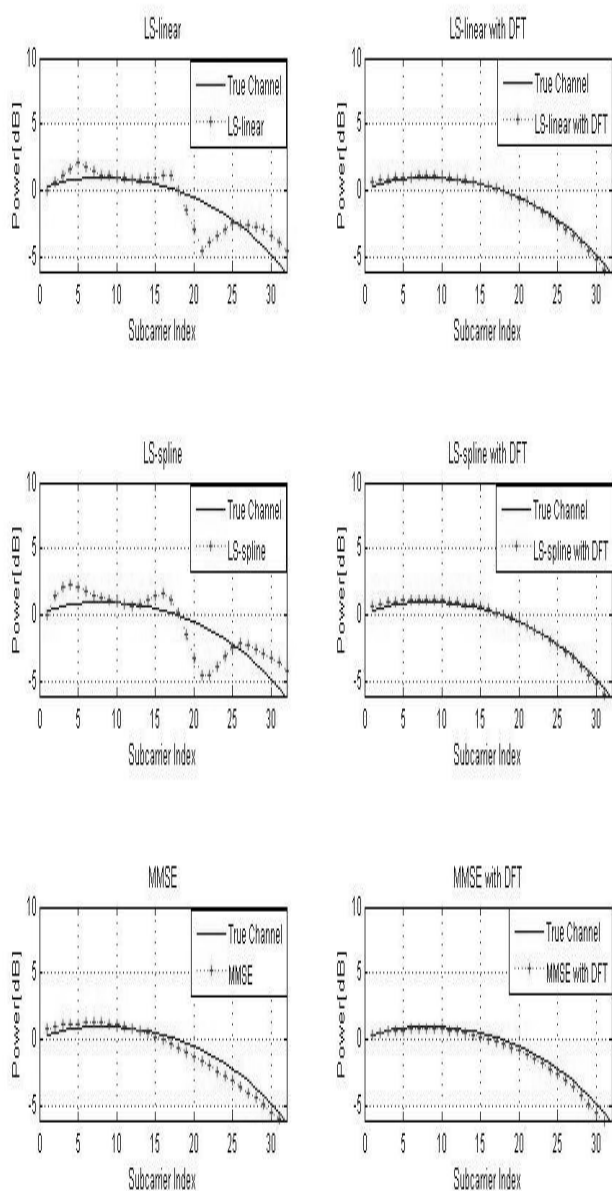 LS-linear
10
5
0
-5
Power[dB]
True Channel
LS-linear
0 5 10 15 20 25 30
Subcarrier Index
LS-linear with DFT
10
5
0
-5
Power[dB]
True Channel
LS-linear with DFT
0 5 10 15 20 25 30
Subcarrier Index
LS-spline
10
5
0
-5
Power[dB]
True Channel
LS-spline
0 5 10 15 20 25 30
Subcarrier Index
LS-spline with DFT
10
5
0
-5
Power[dB]
True Channel
LS-spline with DFT
0 5 10 15 20 25 30
Subcarrier Index
MMSE
10
5
0
-5
Power[dB]
True Channel
MMSE
0 5 10 15 20 25 30
Subcarrier Index
MMSE with DFT
10
5
0
-5
Power[dB]
True Channel
MMSE with DFT
0 5 10 15 20 25 30
Subcarrier Index